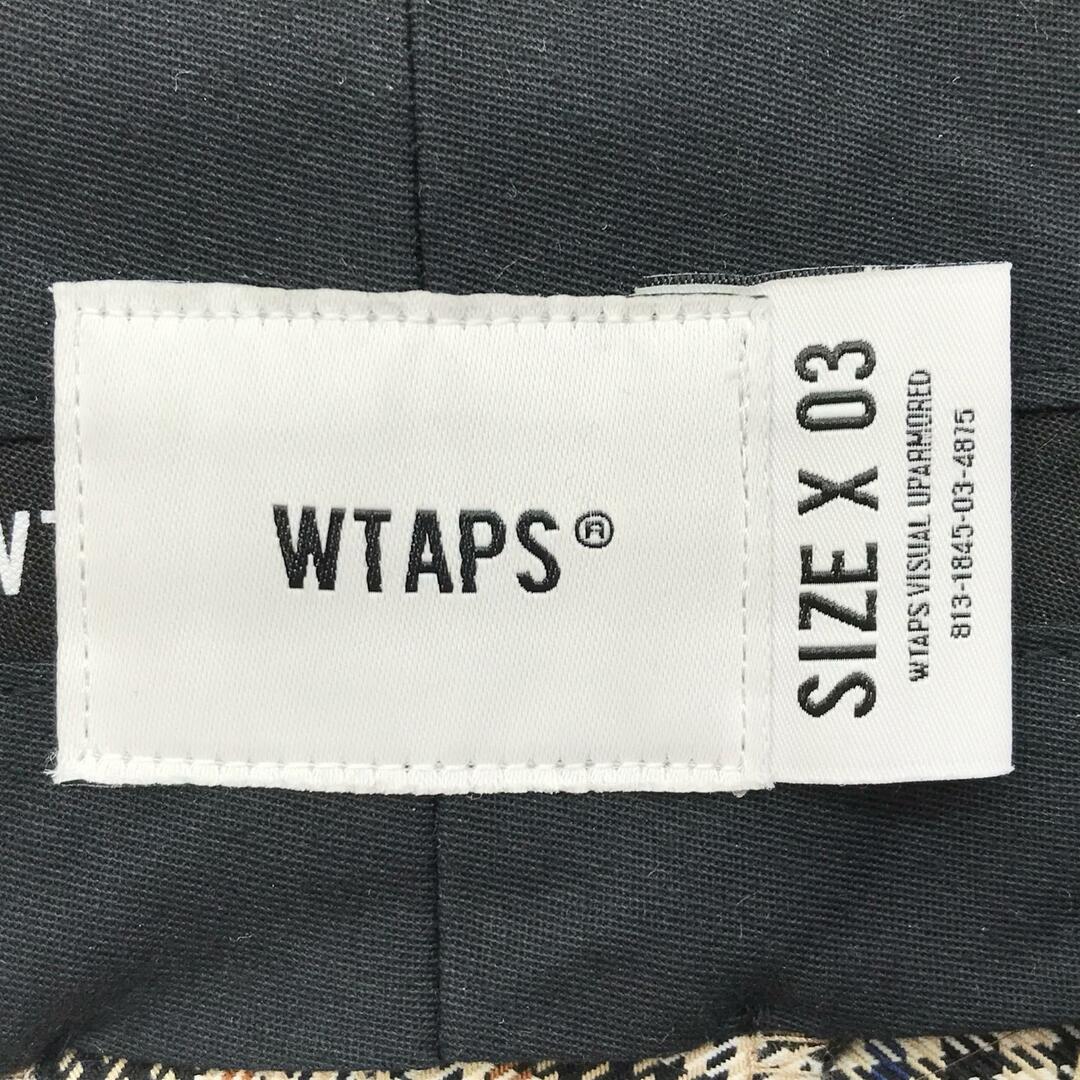 WTAPS®
SIZE X 03
WTAPS VISUAL UPARMORED
813-1845-03-4875